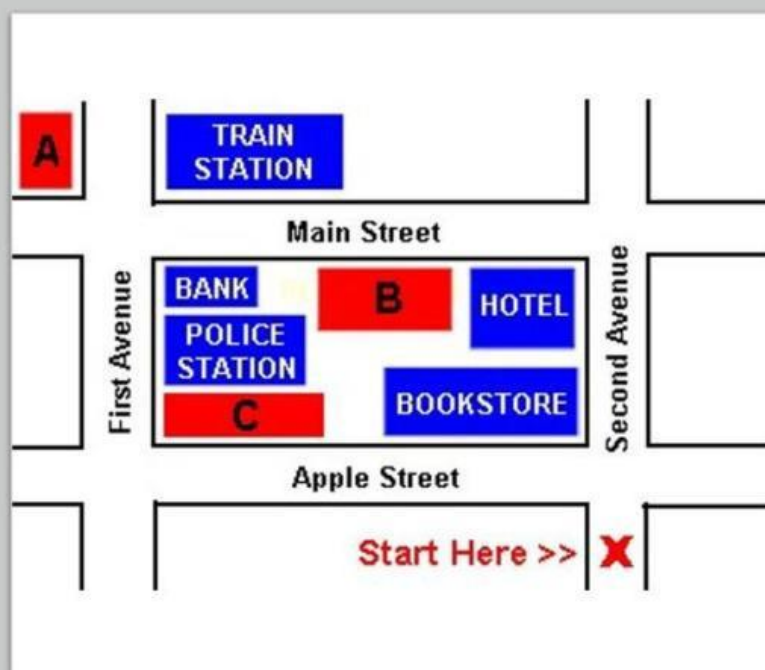 A
TRAIN
STATION
Main Street
First Avenue
BANK
B
HOTEL
POLICE
STATION
C
BOOKSTORE
Second Avenue
Apple Street
Start Here >> X